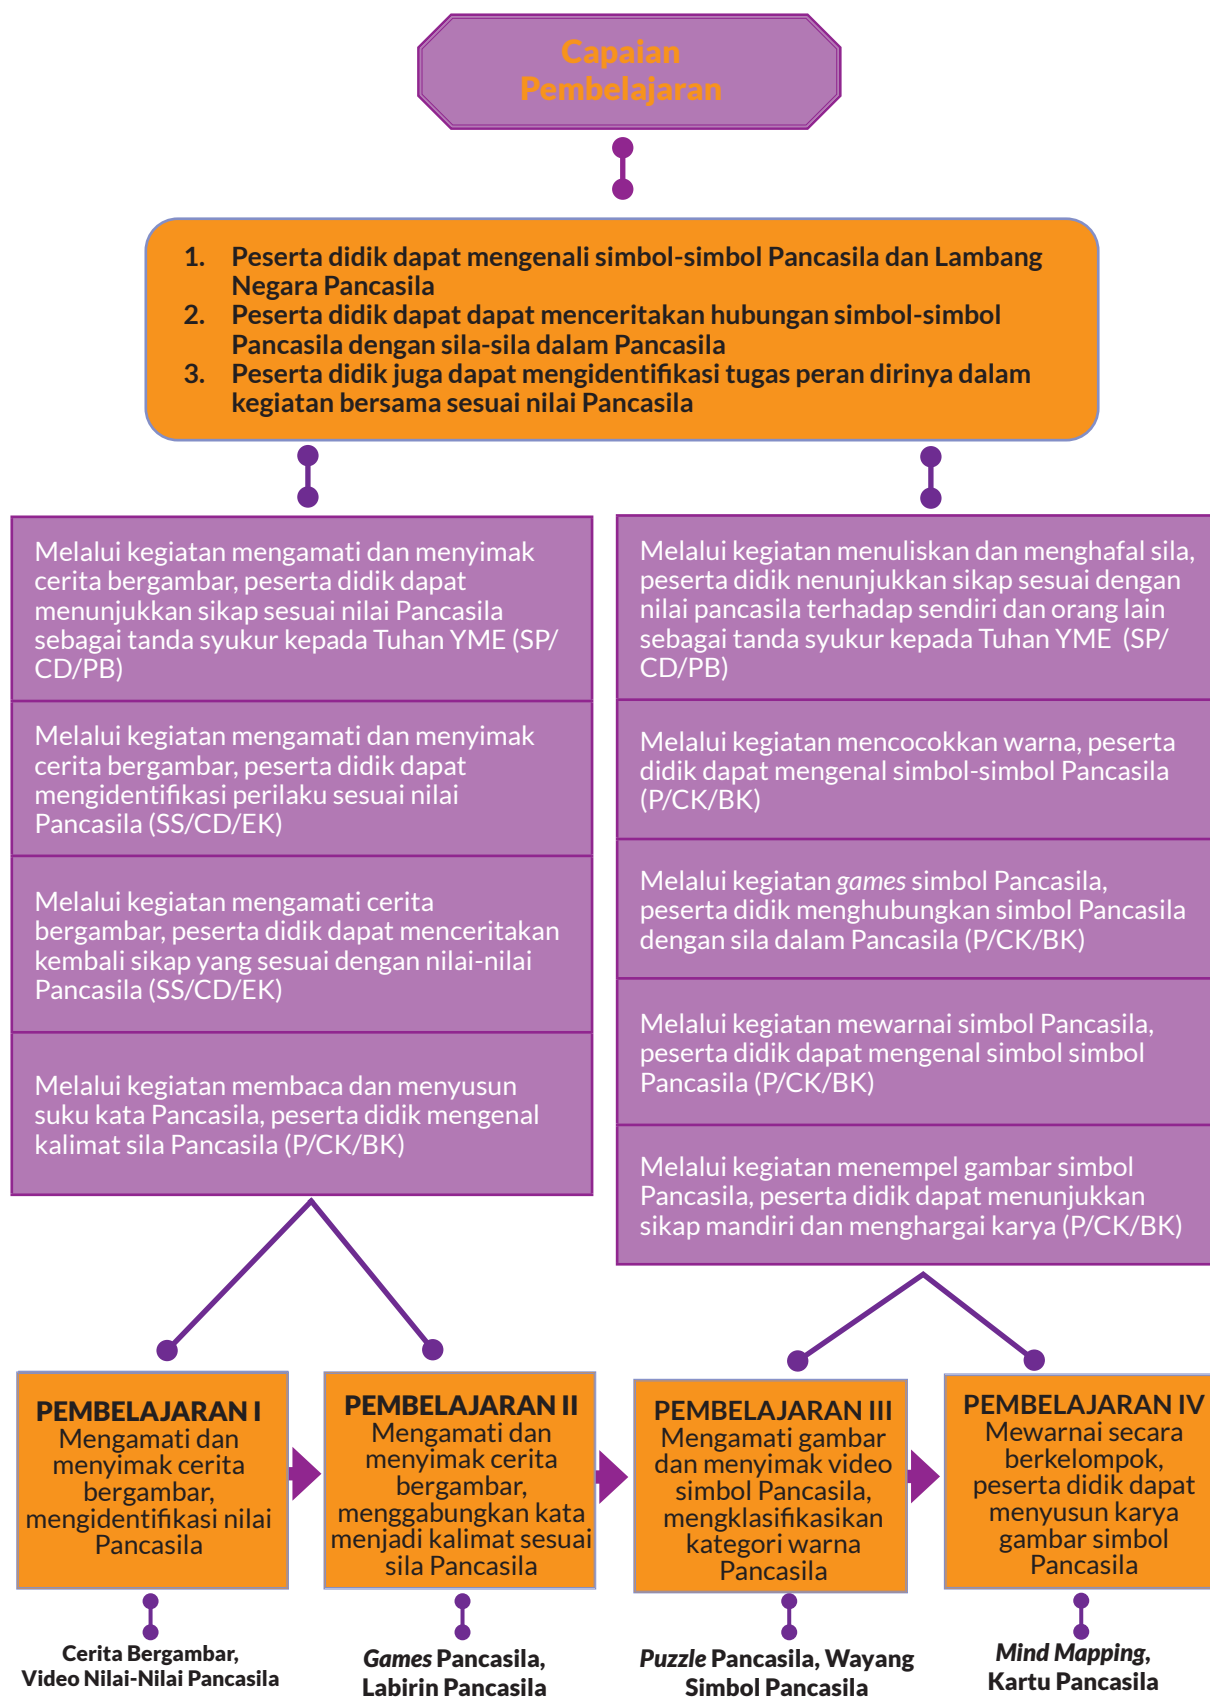 Capaian
Pembelajaran
1. Peserta didik dapat mengenali simbol-simbol Pancasila dan Lambang
Negara Pancasila
2. Peserta didik dapat dapat menceritakan hubungan simbol-simbol
Pancasila dengan sila-sila dalam Pancasila
3. Peserta didik juga dapat mengidentifikasi tugas peran dirinya dalam
kegiatan bersama sesuai nilai Pancasila
Melalui kegiatan mengamati dan menyimak
cerita bergambar, peserta didik dapat
menunjukkan sikap sesuai nilai Pancasila
sebagai tanda syukur kepada Tuhan YME (SP/
CD/PB)
Melalui kegiatan mengamati dan menyimak
cerita bergambar, peserta didik dapat
mengidentifikasi perilaku sesuai nilai
Pancasila (SS/CD/EK)
Melalui kegiatan mengamati cerita
bergambar, peserta didik dapat menceritakan
kembali sikap yang sesuai dengan nilai-nilai
Pancasila (SS/CD/EK)
Melalui kegiatan membaca dan menyusun
suku kata Pancasila, peserta didik mengenal
kalimat sila Pancasila (P/CK/BK)
Melalui kegiatan menuliskan dan menghafal sila,
peserta didik nenunjukkan sikap sesuai dengan
nilai pancasila terhadap sendiri dan orang lain
sebagai tanda syukur kepada Tuhan YME (SP/
CD/PB)
Melalui kegiatan mencocokkan warna, peserta
didik dapat mengenal simbol-simbol Pancasila
(P/CK/BK)
Melalui kegiatan games simbol Pancasila,
peserta didik menghubungkan simbol Pancasila
dengan sila dalam Pancasila (P/CK/BK)
Melalui kegiatan mewarnai simbol Pancasila,
peserta didik dapat mengenal simbol simbol
Pancasila (P/CK/BK)
Melalui kegiatan menempel gambar simbol
Pancasila, peserta didik dapat menunjukkan
sikap mandiri dan menghargai karya (P/CK/BK)
PEMBELAJARAN I
Mengamati dan
menyimak cerita
bergambar,
mengidentifikasi nilai
Pancasila
PEMBELAJARAN II
Mengamati dan
menyimak cerita
bergambar,
menggabungkan kata
menjadi kalimat sesuai
sila Pancasila
PEMBELAJARAN III
Mengamati gambar
dan menyimak video
simbol Pancasila,
mengklasifikasikan
kategori warna
Pancasila
PEMBELAJARAN IV
Mewarnai secara
berkelompok,
peserta didik dapat
menyusun karya
gambar simbol
Pancasila
Cerita Bergambar,
Video Nilai-Nilai Pancasila
Games Pancasila,
Labirin Pancasila
Puzzle Pancasila, Wayang
Simbol Pancasila
Mind Mapping,
Kartu Pancasila